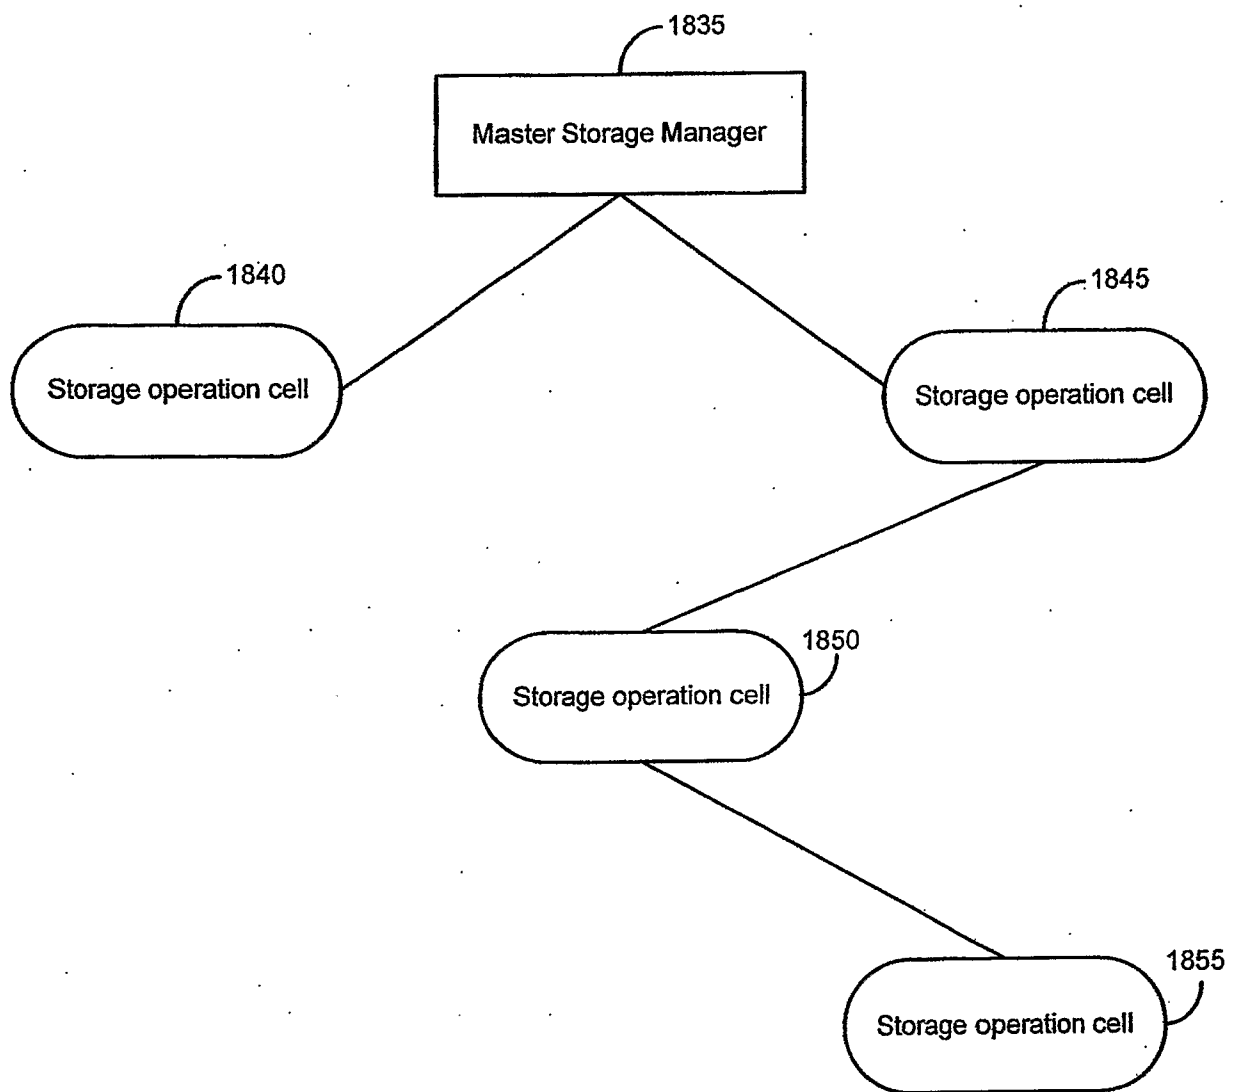 1835
Master Storage Manager
1840
1845
Storage operation cell
Storage operation cell
1850
Storage operation cell
1855
Storage operation cell